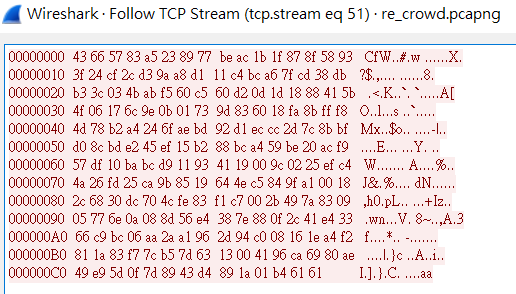 Wireshark · Follow TCP Stream (tcp.stream eq 51) · re_crowd.pcapng
00000000 43 66 57 83 a5 23 89 77 be ac 1b 1f 87 8f 58 93 CfW..#.w ......X.
00000010 3f 24 cf 2c d3 9a a8 d1 11 c4 bc a6 7f cd 38 db ?$.,.... ......8.
00000020 b3 3c 03 4b ab f5 60 c5 60 d2 0d 1d 18 88 41 5b .<.K..`. `.....A[
00000030 4f 06 17 6c 9e 0b 01 73 9d 83 60 18 fa 8b ff f8 O..l...s ..`.....
00000040 4d 78 b2 a4 24 6f ae bd 92 d1 ec cc 2d 7c 8b bf Mx..$o.. ....-|..
00000050 d0 8c bd e2 45 ef 15 b2 88 bc a4 59 be 20 ac f9 ....E... ...Y. ..
00000060 57 df 10 ba bc d9 11 93 41 19 00 9c 02 25 ef c4 W....... A....%..
00000070 4a 26 fd 25 ca 9b 85 19 64 4e c5 84 9f a1 00 18 J&.%.... dN......
00000080 2c 68 30 dc 70 4c fe 83 f1 c7 00 2b 49 7a 83 09 ,h0.pL.. ...+Iz..
00000090 05 77 6e 0a 08 8d 56 e4 38 7e 88 0f 2c 41 e4 33 .wn...V. 8~..,A.3
000000A0 66 c9 bc 06 aa 2a a1 96 2d 94 c0 08 16 1e a4 f2 f....*.. -.......
000000B0 81 1a 83 f7 7c b5 7d 63 13 00 41 96 ca 69 80 ae ....|.}c ..A..i..
000000C0 49 e9 5d 0f 7d 89 43 d4 89 1a 01 b4 61 61 I.].}.C. ....aa